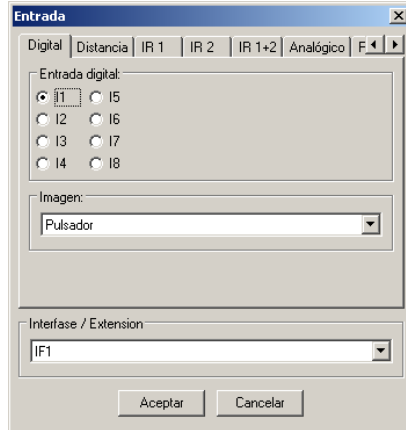 Entrada
Digital Distancia IR 1 IR 2 IR 1+2 Analógico F
Entrada digital:
I1 I5
I2 I6
I3 I7
I4 I8
Imagen:
Pulsador
Interfase / Extension
IF1
Aceptar Cancelar